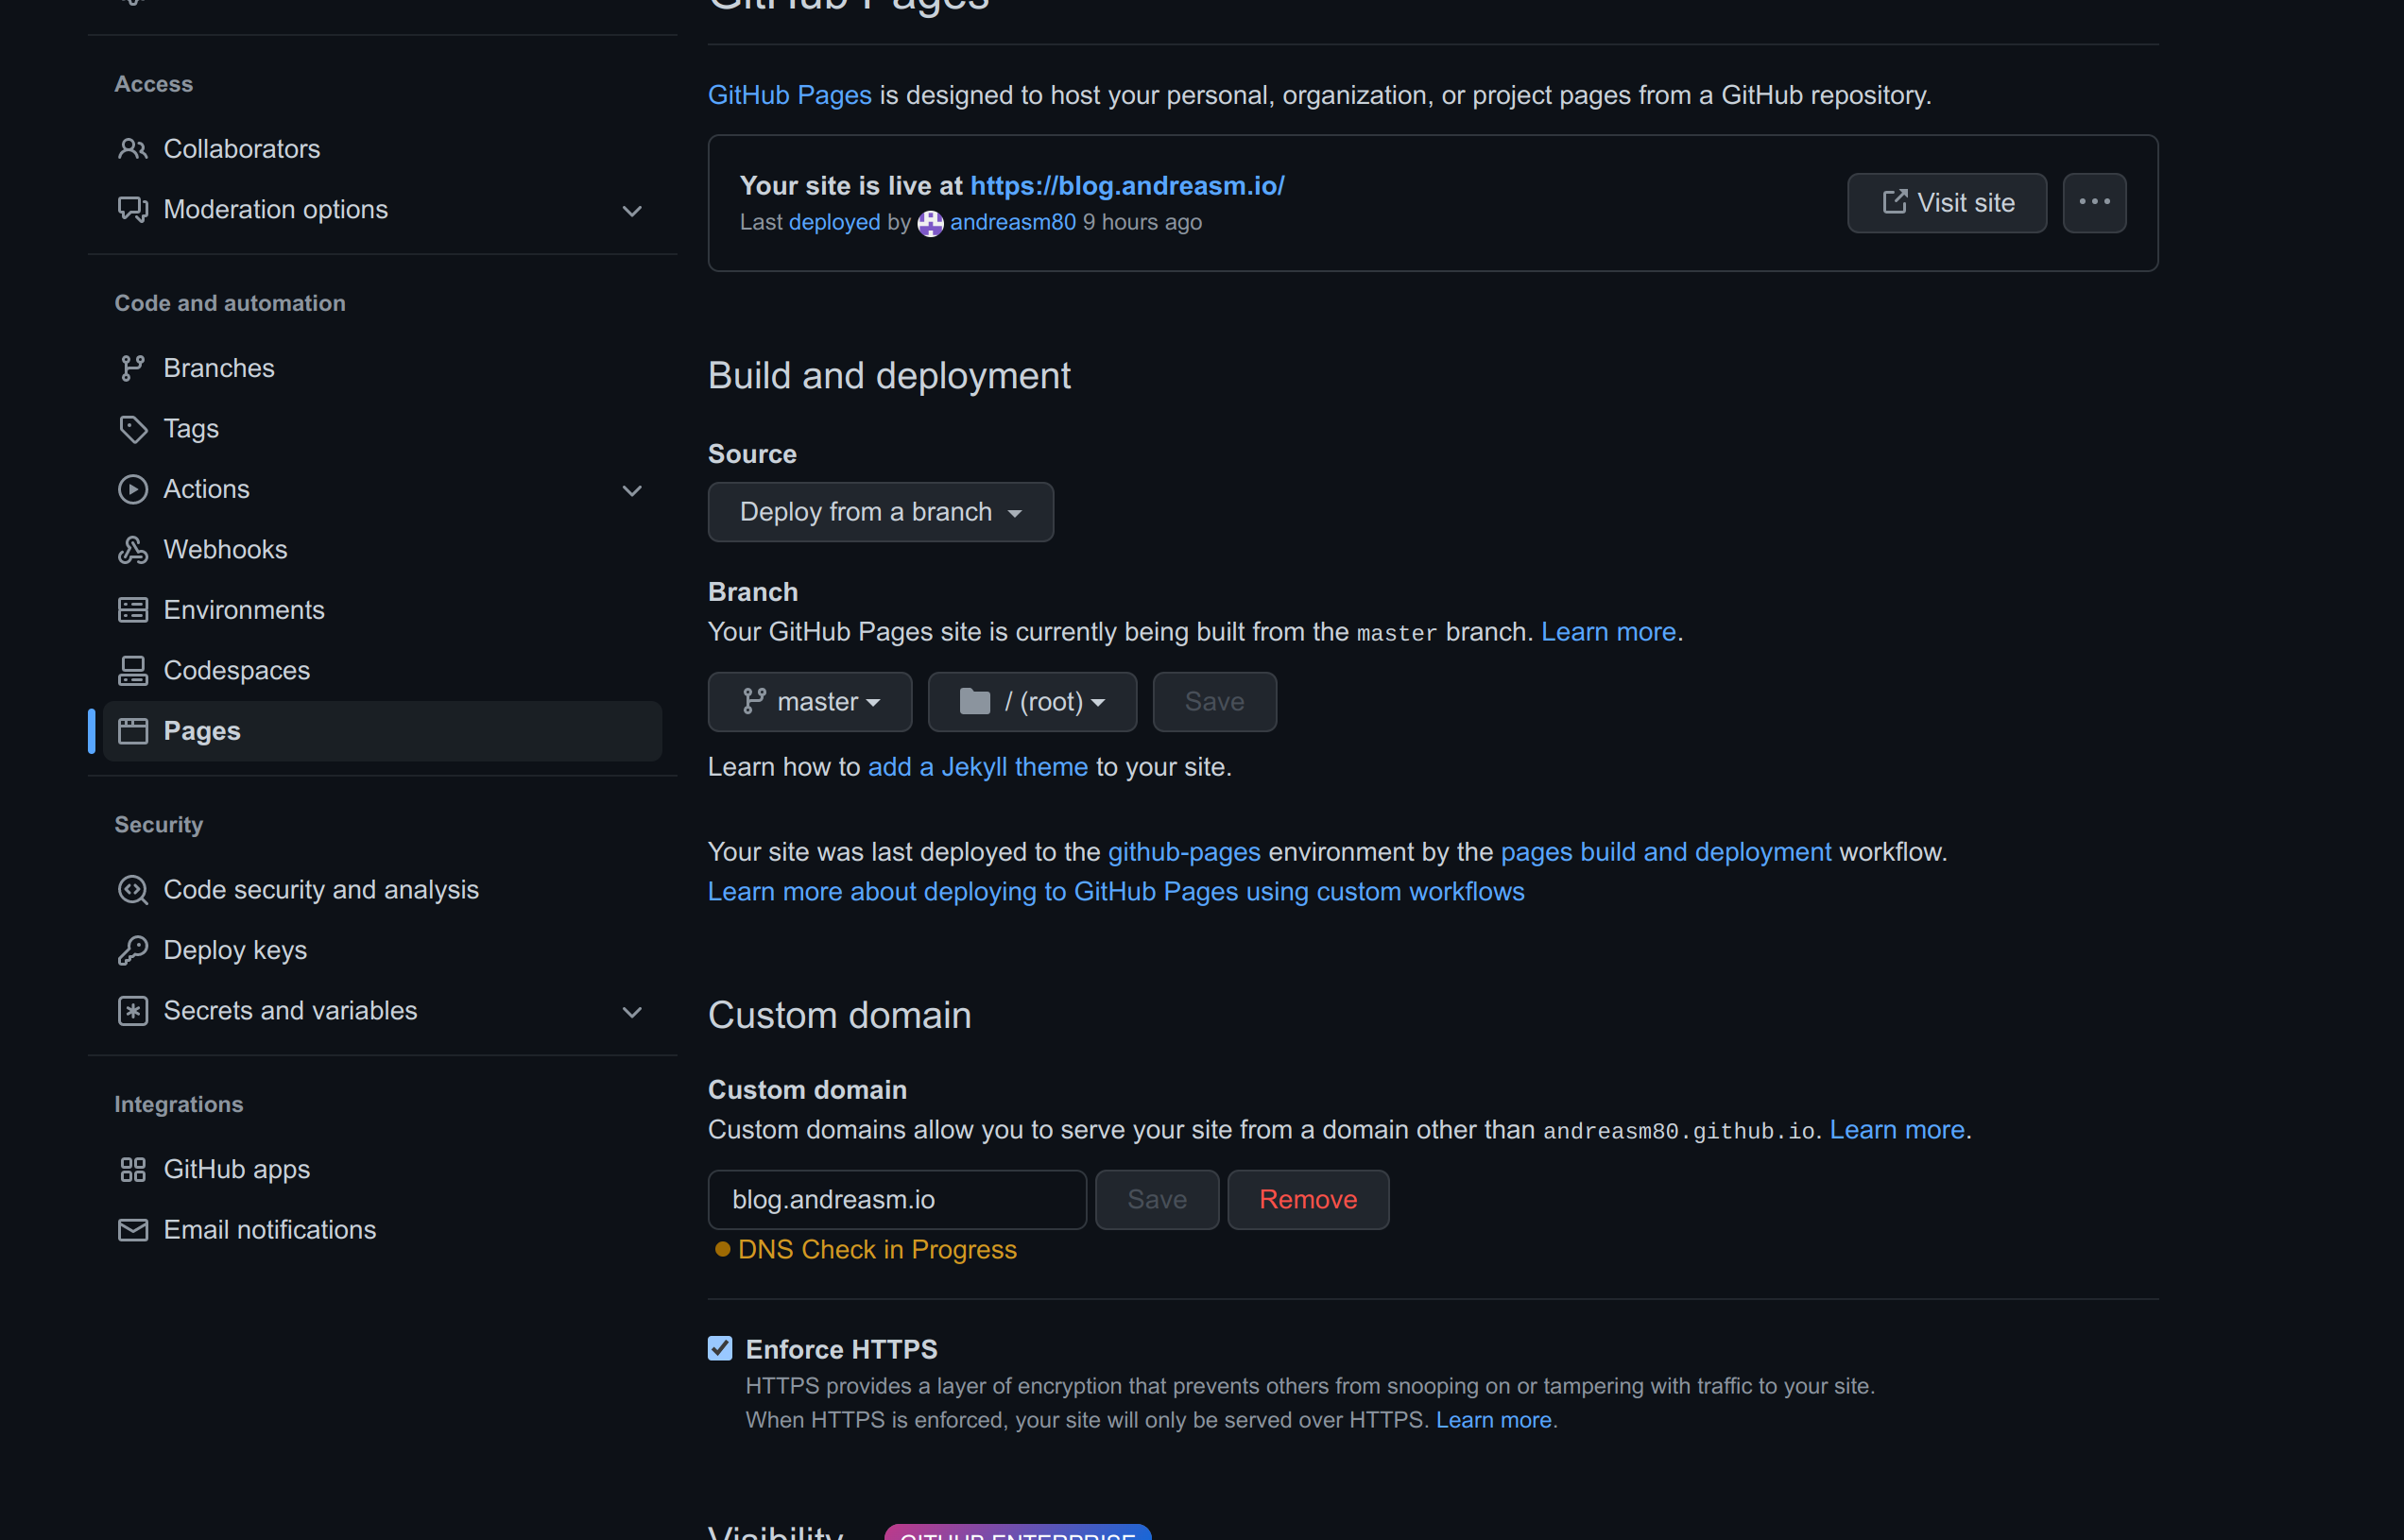 GitHub Pages
Access
Collaborators
Moderation options
Code and automation
Branches
Tags
Actions
Webhooks
Environments
Codespaces
Pages
Security
Code security and analysis
Deploy keys
Secrets and variables
Integrations
GitHub apps
Email notifications
GitHub Pages is designed to host your personal, organization, or project pages from a GitHub repository.
Your site is live at https://blog.andreasm.io/
Last deployed by andreasm80 9 hours ago
Visit site
Build and deployment
Source
Deploy from a branch
Branch
Your GitHub Pages site is currently being built from the master branch. Learn more.
master
/ (root)
Save
Learn how to add a Jekyll theme to your site.
Your site was last deployed to the github-pages environment by the pages build and deployment workflow.
Learn more about deploying to GitHub Pages using custom workflows
Custom domain
Custom domain
Custom domains allow you to serve your site from a domain other than andreasm80.github.io. Learn more.
blog.andreasm.io
Save
Remove
DNS Check in Progress
Enforce HTTPS
HTTPS provides a layer of encryption that prevents others from snooping on or tampering with traffic to your site.
When HTTPS is enforced, your site will only be served over HTTPS. Learn more.
Visibility
GITHUB ENTERPRISE